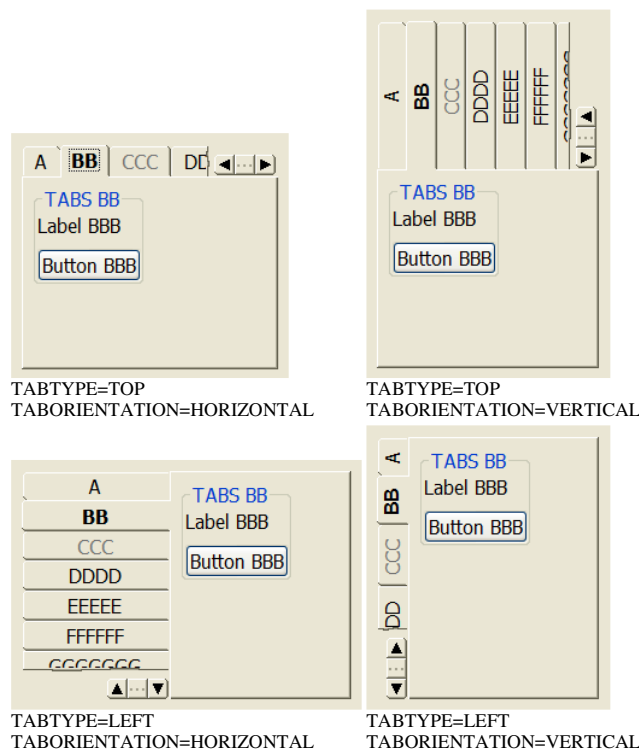 A BB CCC DD
TABS BB
Label BBB
Button BBB
TABTYPE=TOP
TABORIENTATION=HORIZONTAL
A
BB
CCC
DDDD
EEEEE
FFFFFF
GGGGGGG
TABS BB
Label BBB
Button BBB
TABTYPE=TOP
TABORIENTATION=VERTICAL
A
BB
CCC
DDDD
EEEEE
FFFFFF
GGGGGGG
TABS BB
Label BBB
Button BBB
TABTYPE=LEFT
TABORIENTATION=HORIZONTAL
A
BB
CCC
DD
TABS BB
Label BBB
Button BBB
TABTYPE=LEFT
TABORIENTATION=VERTICAL